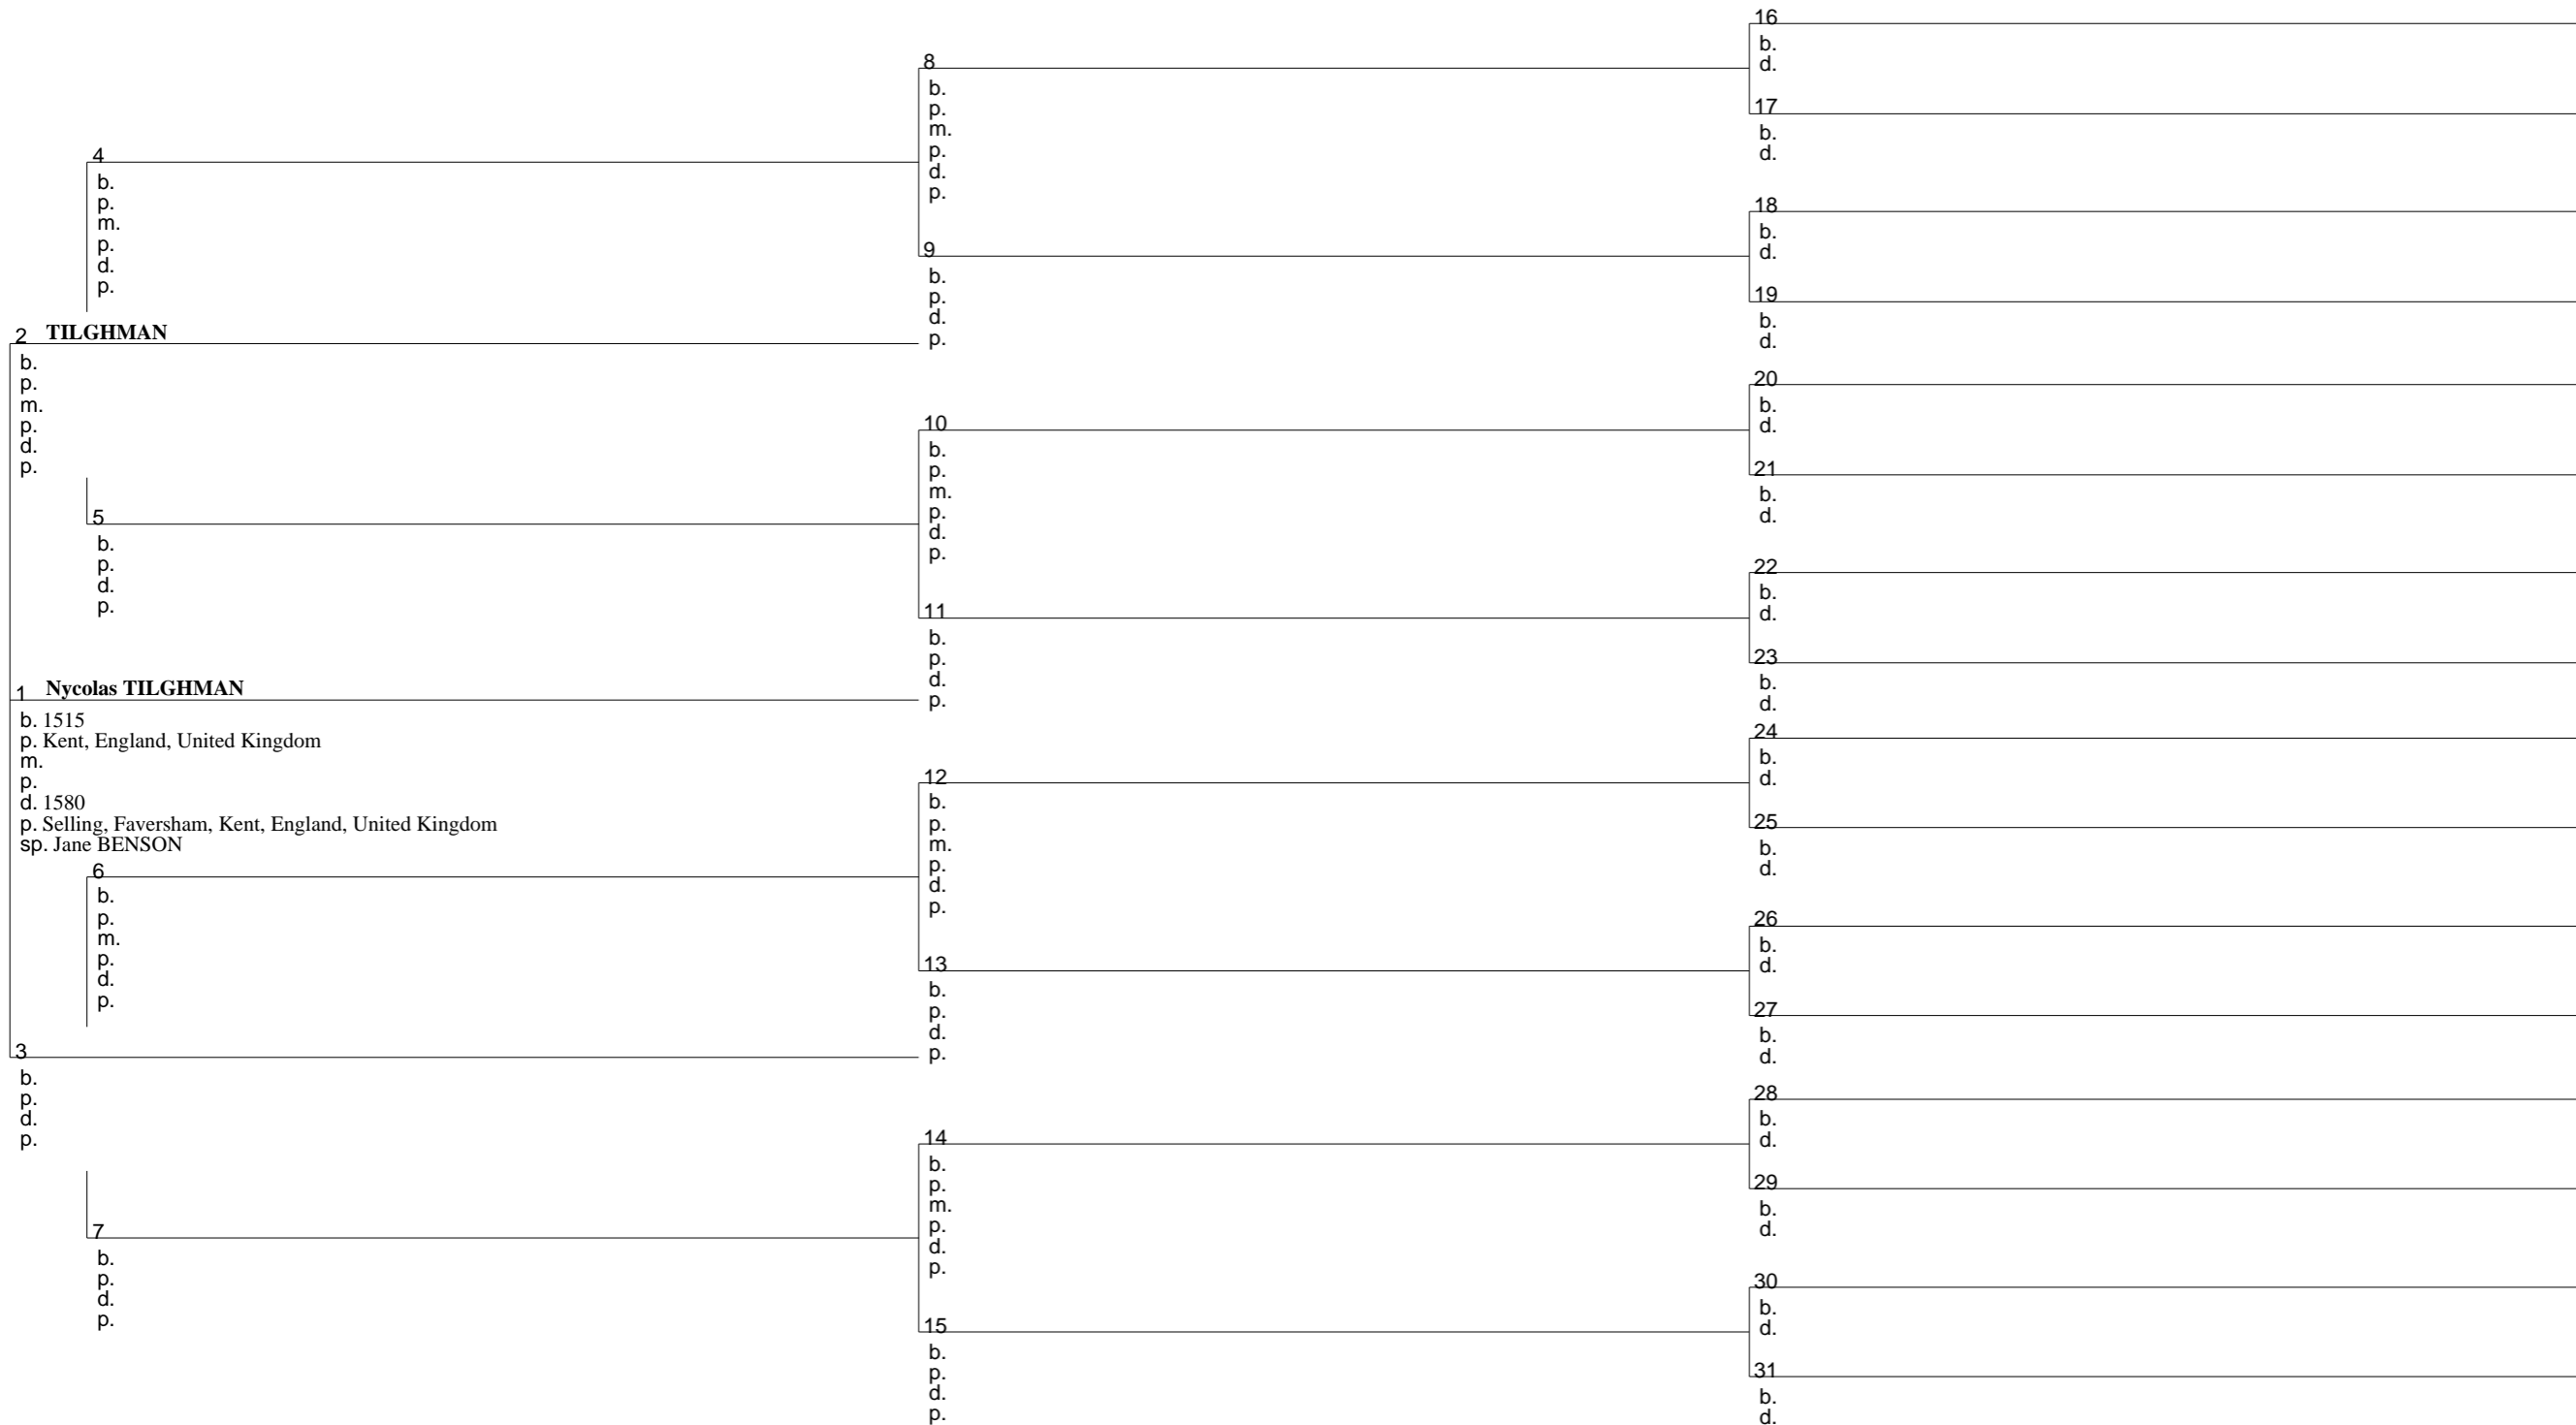 4
b.
p.
m.
p.
d.
p.
2 TILGHMAN
b.
p.
m.
p.
d.
p.
5
b.
p.
d.
p.
1 Nycolas TILGHMAN
b. 1515
p. Kent, England, United Kingdom
m.
p.
d. 1580
p. Selling, Faversham, Kent, England, United Kingdom
sp. Jane BENSON
6
b.
p.
m.
p.
d.
p.
3
b.
p.
d.
p.
7
b.
p.
d.
p.
8
b.
p.
m.
p.
d.
p.
9
b.
p.
d.
p.
10
b.
p.
m.
p.
d.
p.
11
b.
p.
d.
p.
12
b.
p.
m.
p.
d.
p.
13
b.
p.
d.
p.
14
b.
p.
m.
p.
d.
p.
15
b.
p.
d.
p.
16
b.
d.
17
b.
d.
18
b.
d.
19
b.
d.
20
b.
d.
21
b.
d.
22
b.
d.
23
b.
d.
24
b.
d.
25
b.
d.
26
b.
d.
27
b.
d.
28
b.
d.
29
b.
d.
30
b.
d.
31
b.
d.